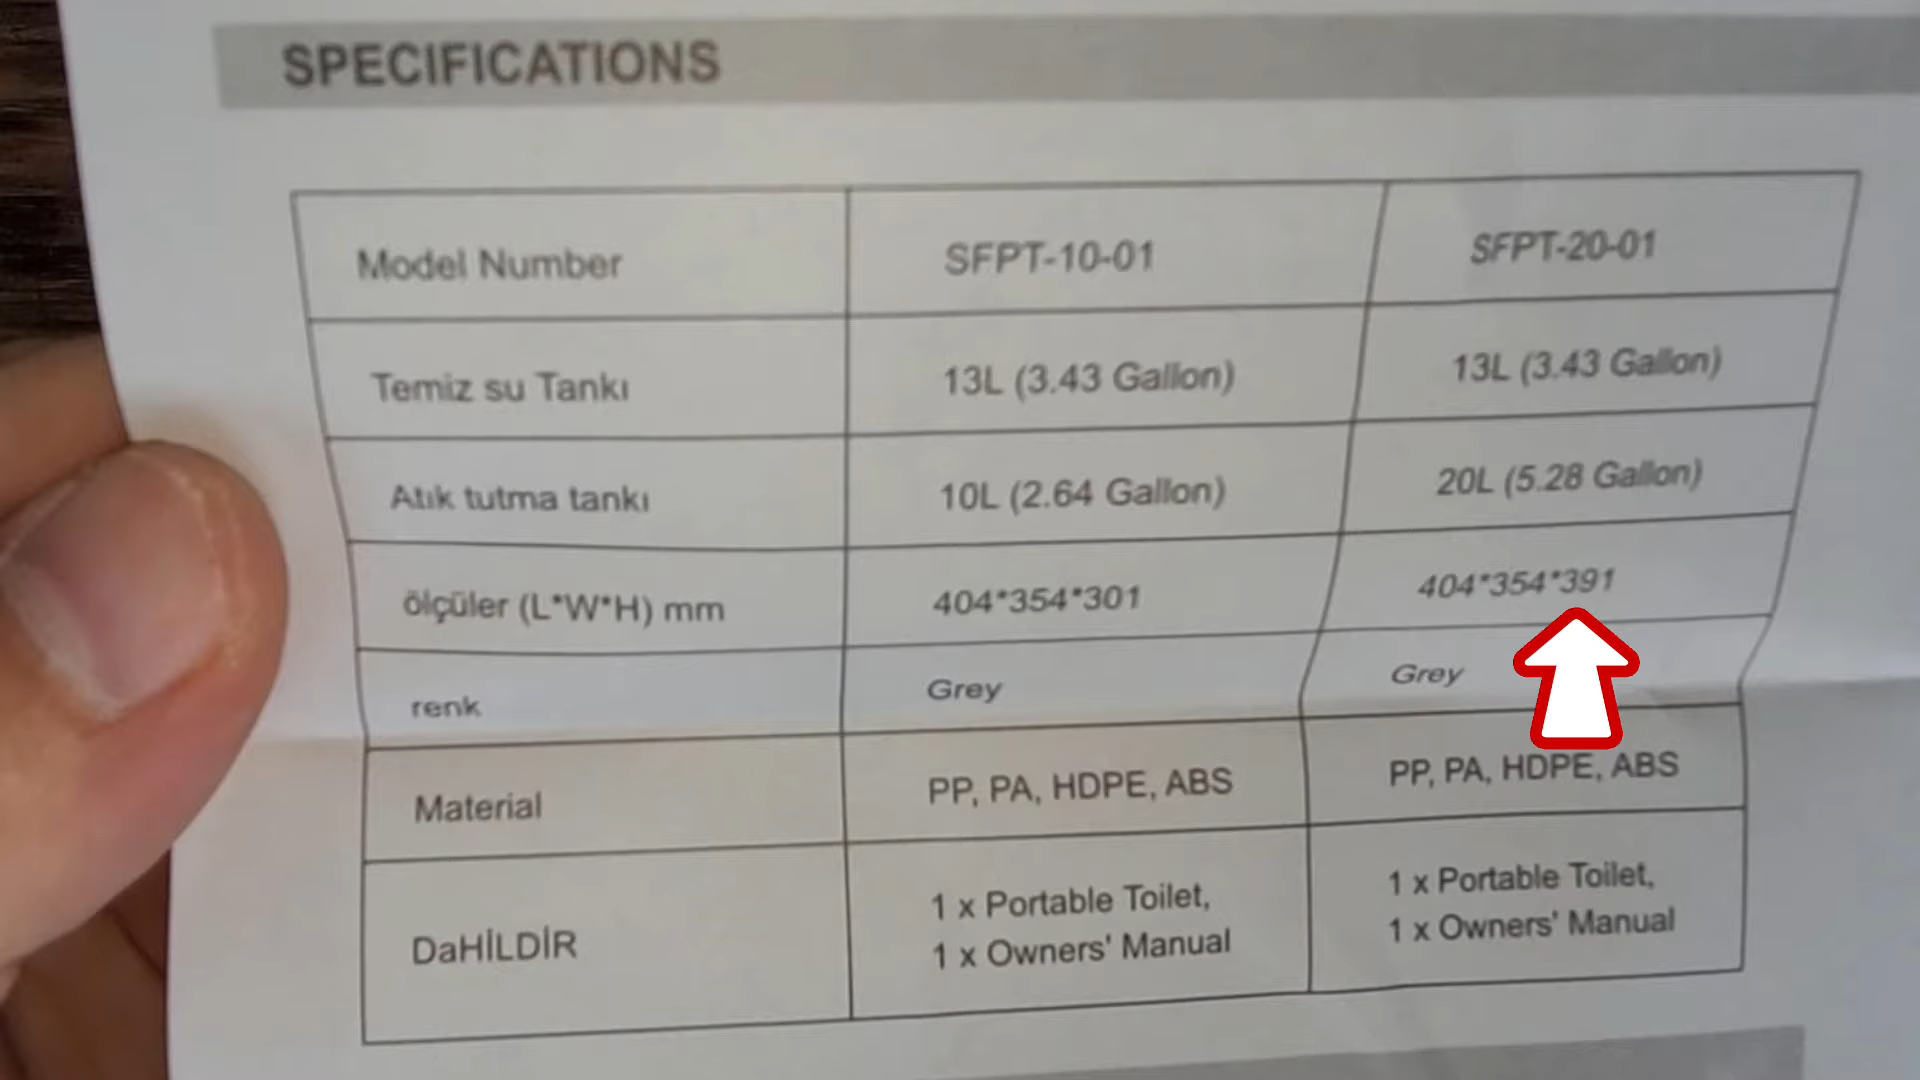 SPECIFICATIONS
Model Number SFPT-10-01 SFPT-20-01
Temiz su Tankı 13L (3.43 Gallon) 13L (3.43 Gallon)
Atık tutma tankı 10L (2.64 Gallon) 20L (5.28 Gallon)
ölçüler (L*W*H) mm 404*354*301 404*354*391
renk Grey Grey
Material PP, PA, HDPE, ABS PP, PA, HDPE, ABS
DaHİLDİR 1 x Portable Toilet, 1 x Portable Toilet,
1 x Owners' Manual 1 x Owners' Manual